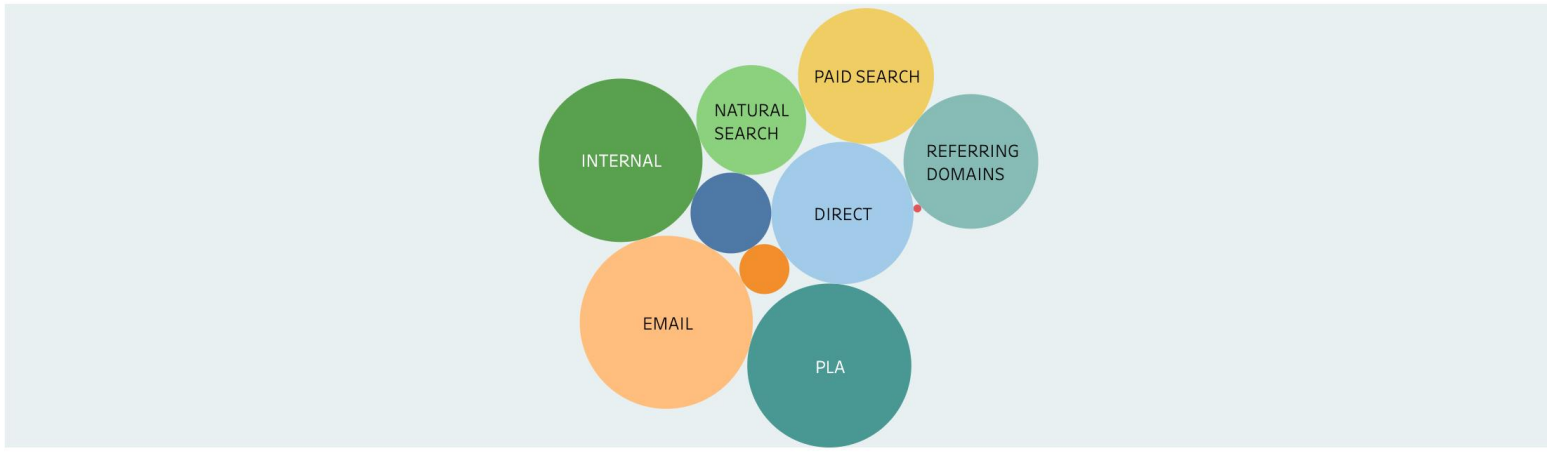 PAID SEARCH
NATURAL
SEARCH
REFERRING
DOMAINS
INTERNAL
DIRECT
EMAIL
PLA